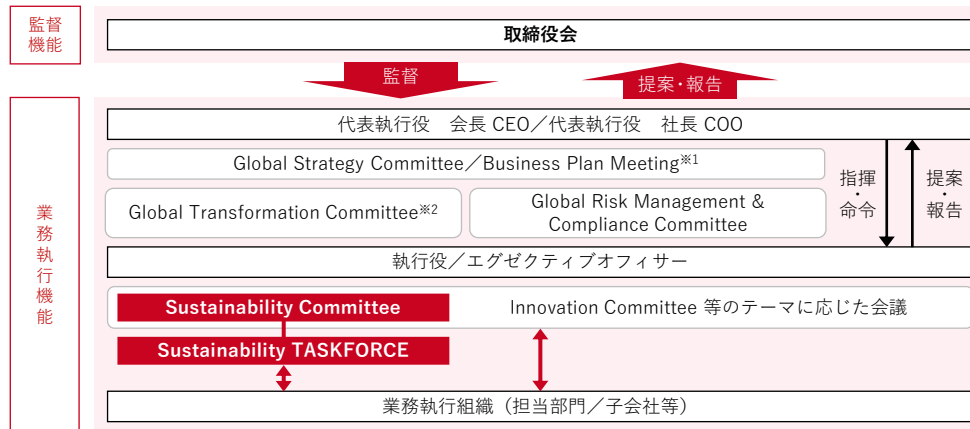 監督
機能
取締役会
監督
提案・報告
業務執行機能
代表執行役　会長 CEO／代表執行役　社長 COO
Global Strategy Committee／Business Plan Meeting※1
Global Transformation Committee※2
Global Risk Management &
Compliance Committee
指揮・命令
提案・報告
執行役／エグゼクティブオフィサー
Sustainability Committee
Innovation Committee 等のテーマに応じた会議
Sustainability TASKFORCE
業務執行組織（担当部門／子会社等）